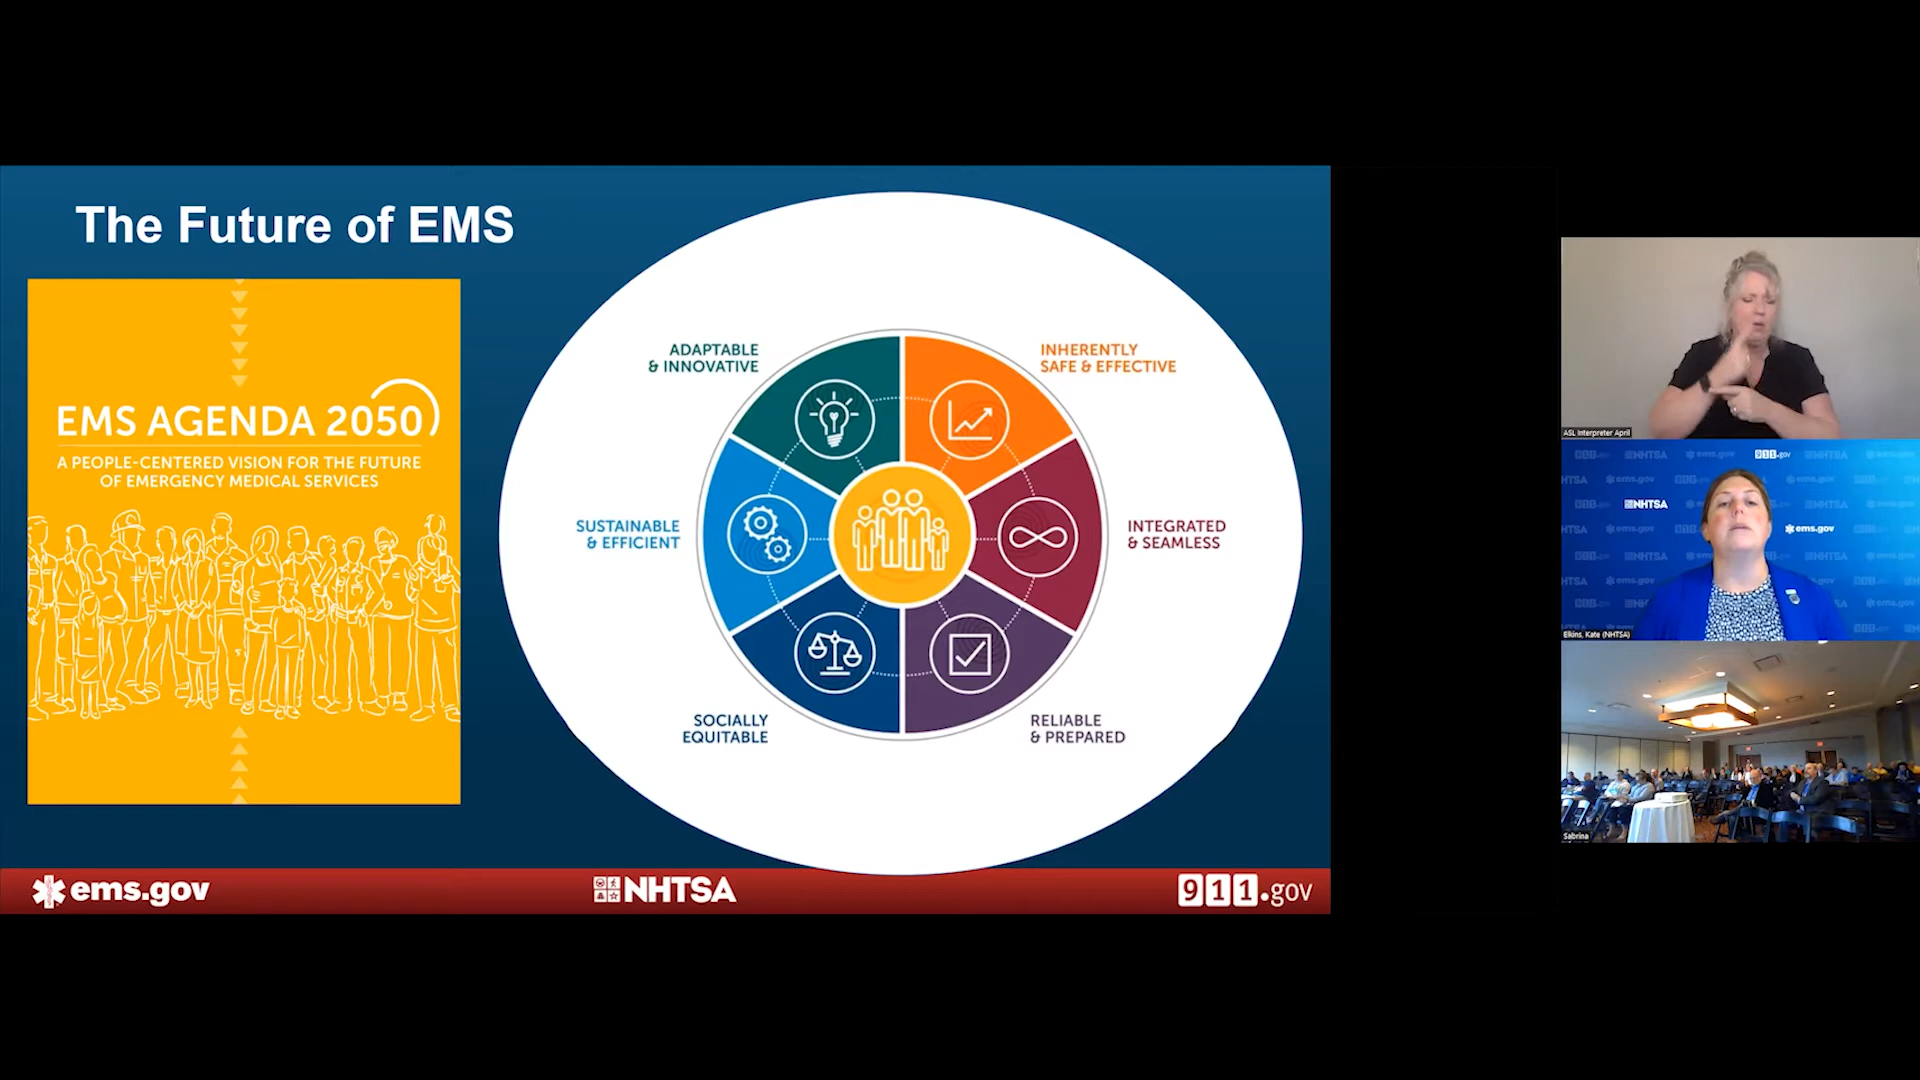 The Future of EMS
EMS AGENDA 2050
A PEOPLE-CENTERED VISION FOR THE FUTURE
OF EMERGENCY MEDICAL SERVICES
ADAPTABLE
& INNOVATIVE
INHERENTLY
SAFE & EFFECTIVE
SUSTAINABLE
& EFFICIENT
INTEGRATED
& SEAMLESS
SOCIALLY
EQUITABLE
RELIABLE
& PREPARED
ems.gov
NHTSA
911.gov
ASL Interpreter April
911.gov
NHTSA
ems.gov
Elkins, Kate (NHTSA)
Sabrina